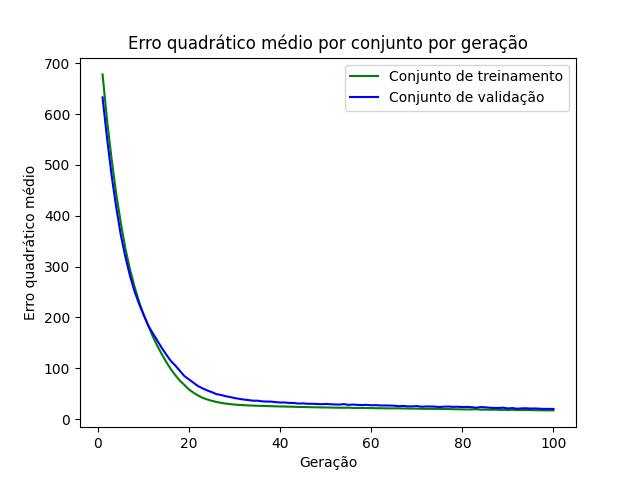 Erro quadrático médio por conjunto por geração
Conjunto de treinamento
Conjunto de validação
Erro quadrático médio
700
600
500
400
300
200
100
0
0 20 40 60 80 100
Geração